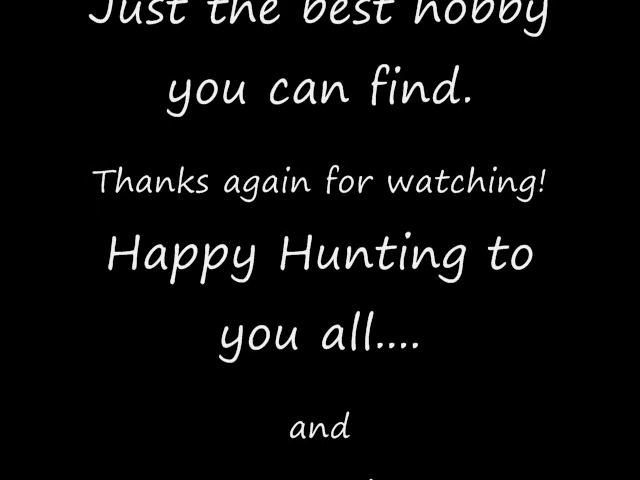 Just the best hobby
you can find.
Thanks again for watching!
Happy Hunting to
you all....
and